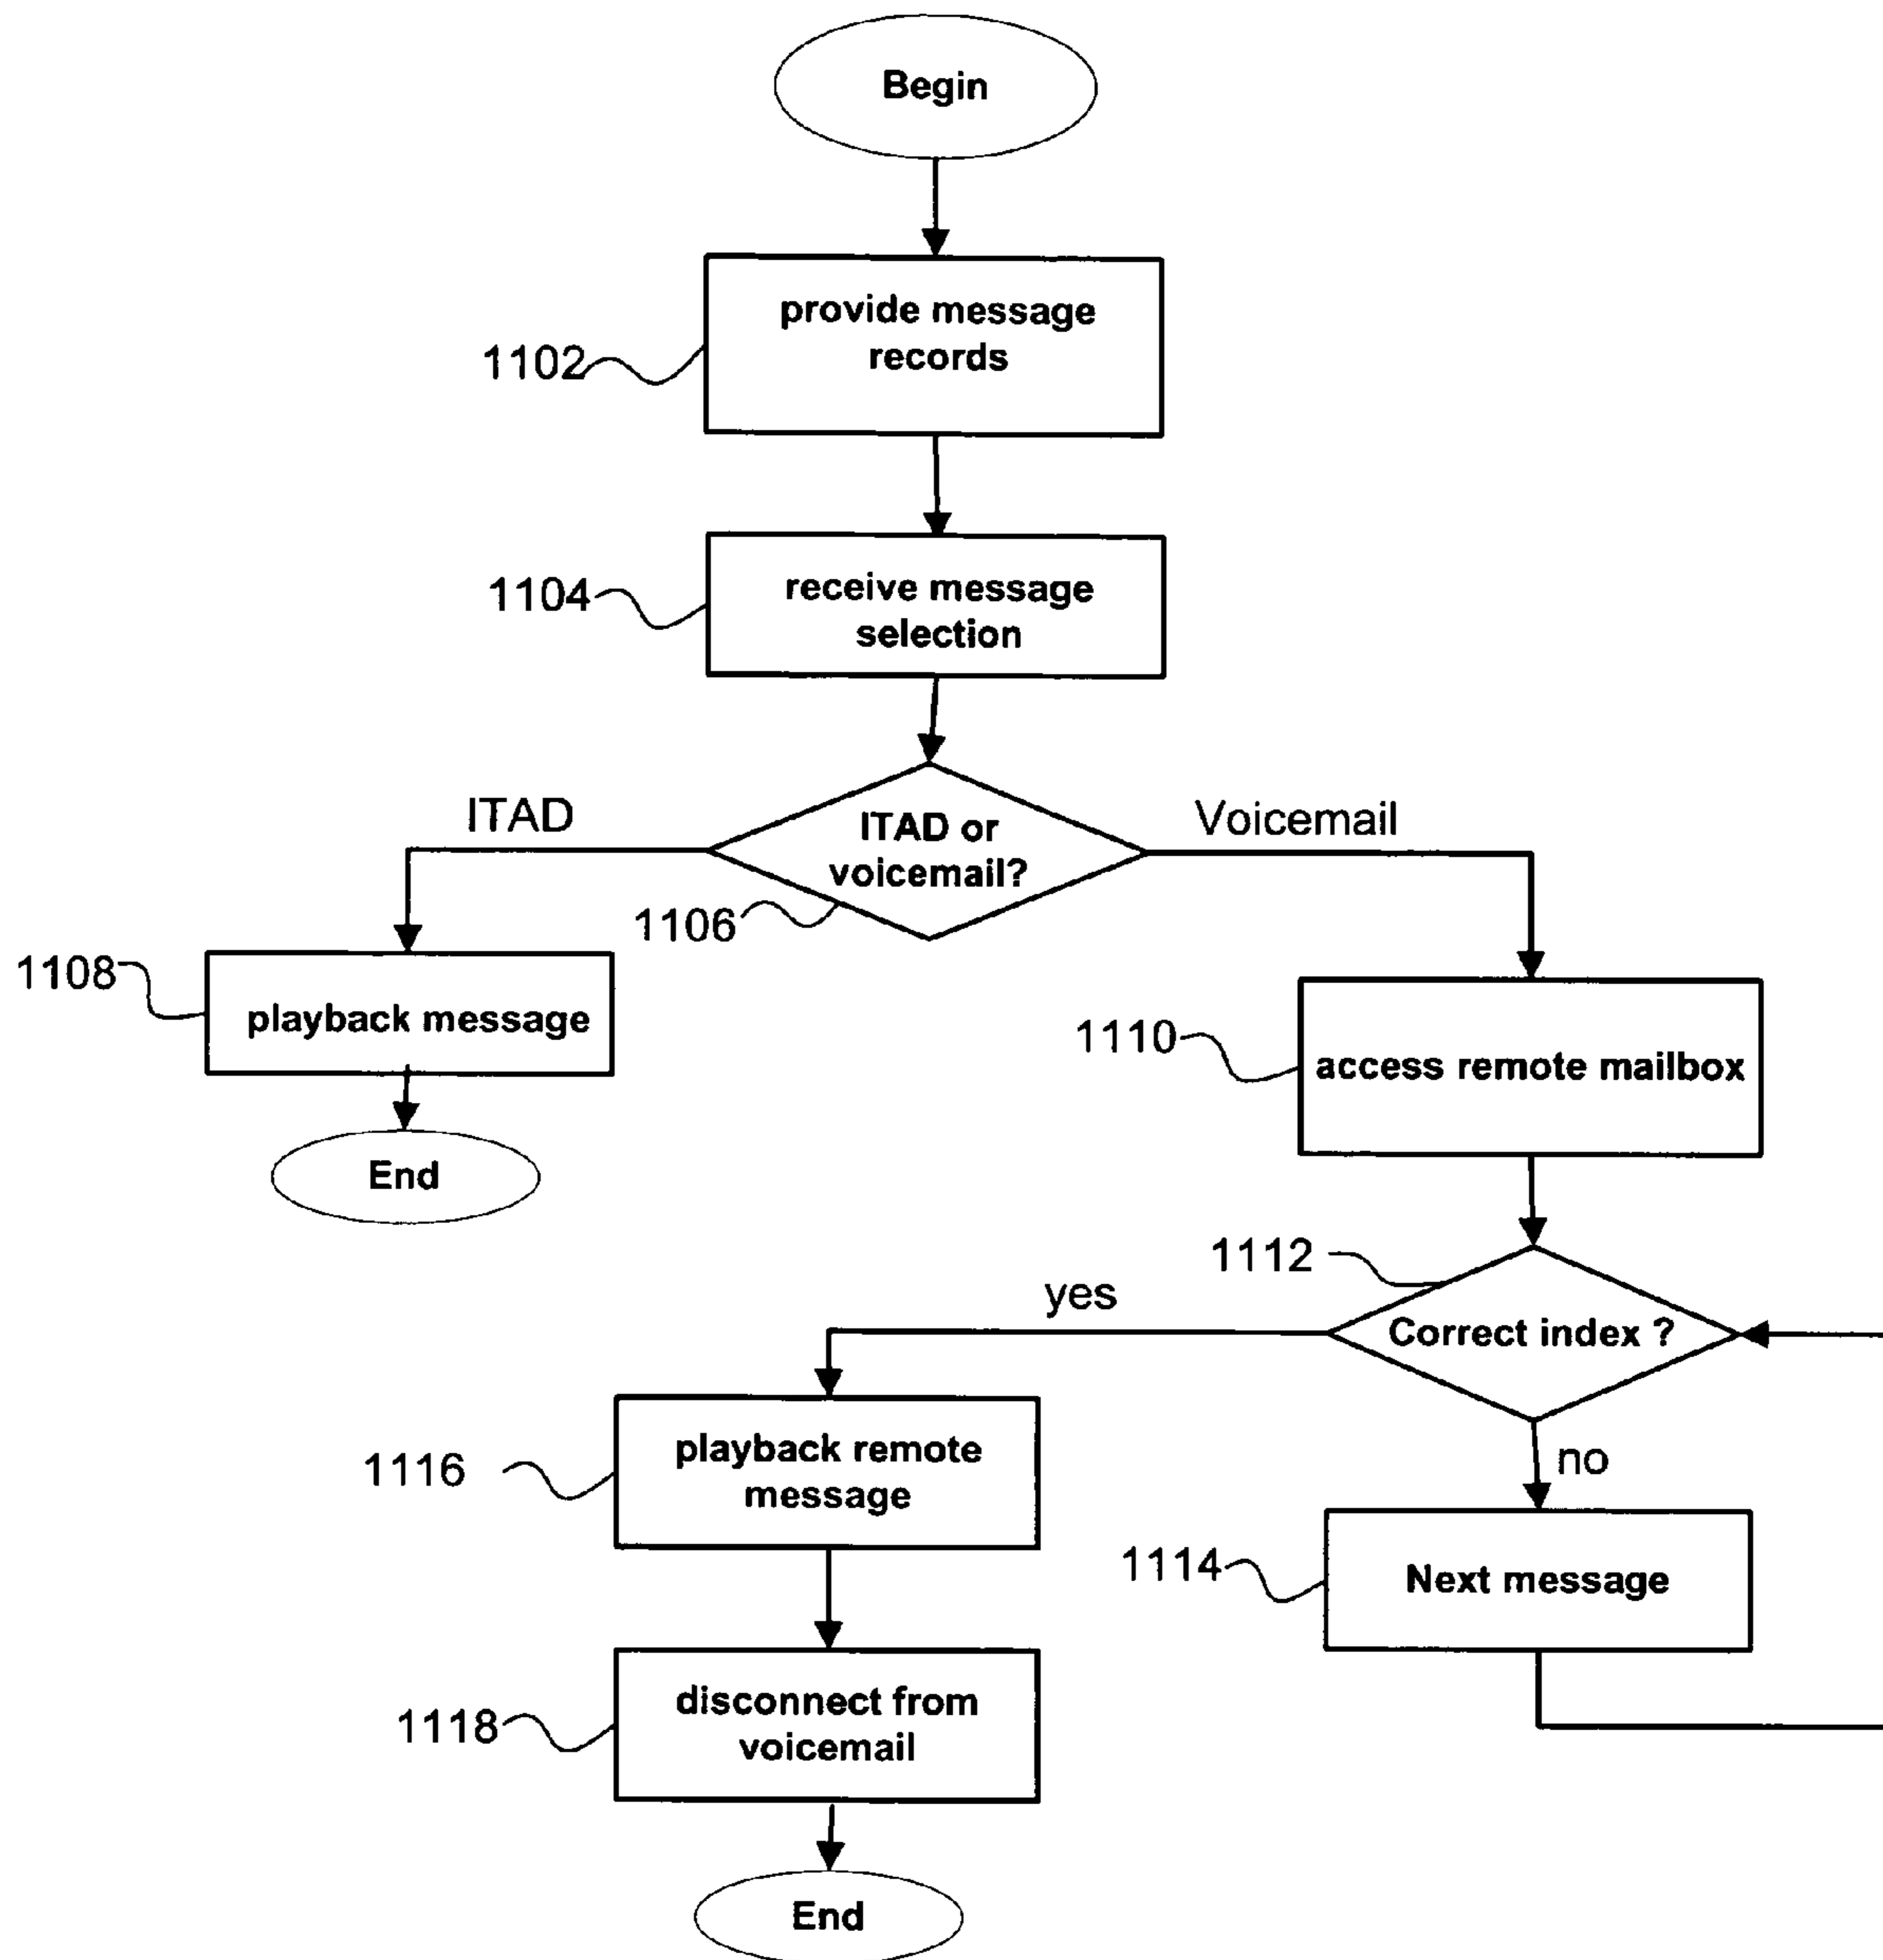 Begin
provide message
records
1102
receive message
selection
1104
ITAD
ITAD or
voicemail?
Voicemail
1106
1108
playback message
End
1110
access remote mailbox
1112
Correct index ?
yes
no
1116
playback remote
message
1114
Next message
1118
disconnect from
voicemail
End